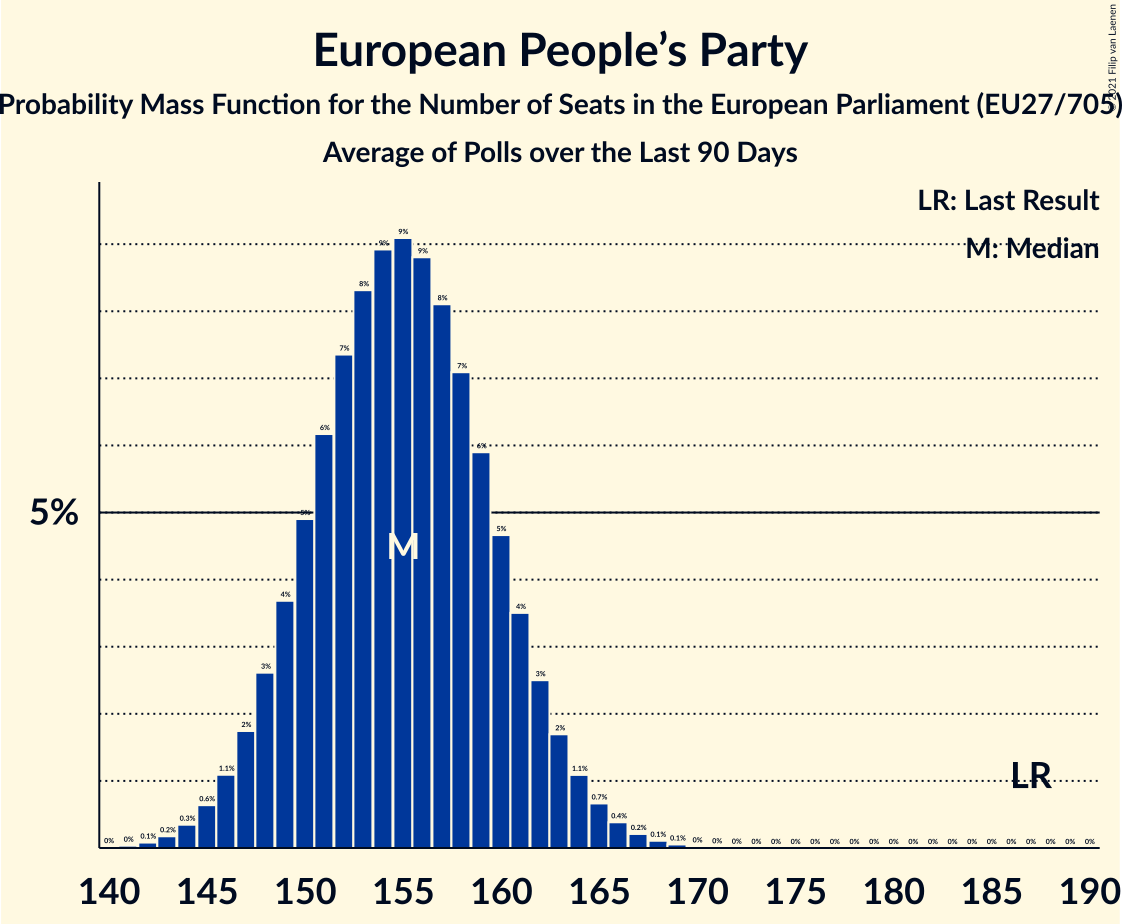 European People's Party
Probability Mass Function for the Number of Seats in the European Parliament (EU27/705)
Average of Polls over the Last 90 Days
© 2021 Filip van Laenen
LR: Last Result
M: Median
5%
0% 0% 0.1% 0.2% 0.3% 0.6% 1.1% 2% 3% 4% 5% 6% 7% 8% 9% 9% 9% 8% 7% 6% 5% 4% 3% 2% 1.1% 0.7% 0.4% 0.2% 0.1% 0.1% 0% 0% 0% 0% 0% 0% 0% 0% 0% 0% 0% 0% 0% 0% 0% 0% 0% 0% 0% 0% 0%
M
LR
140 145 150 155 160 165 170 175 180 185 190